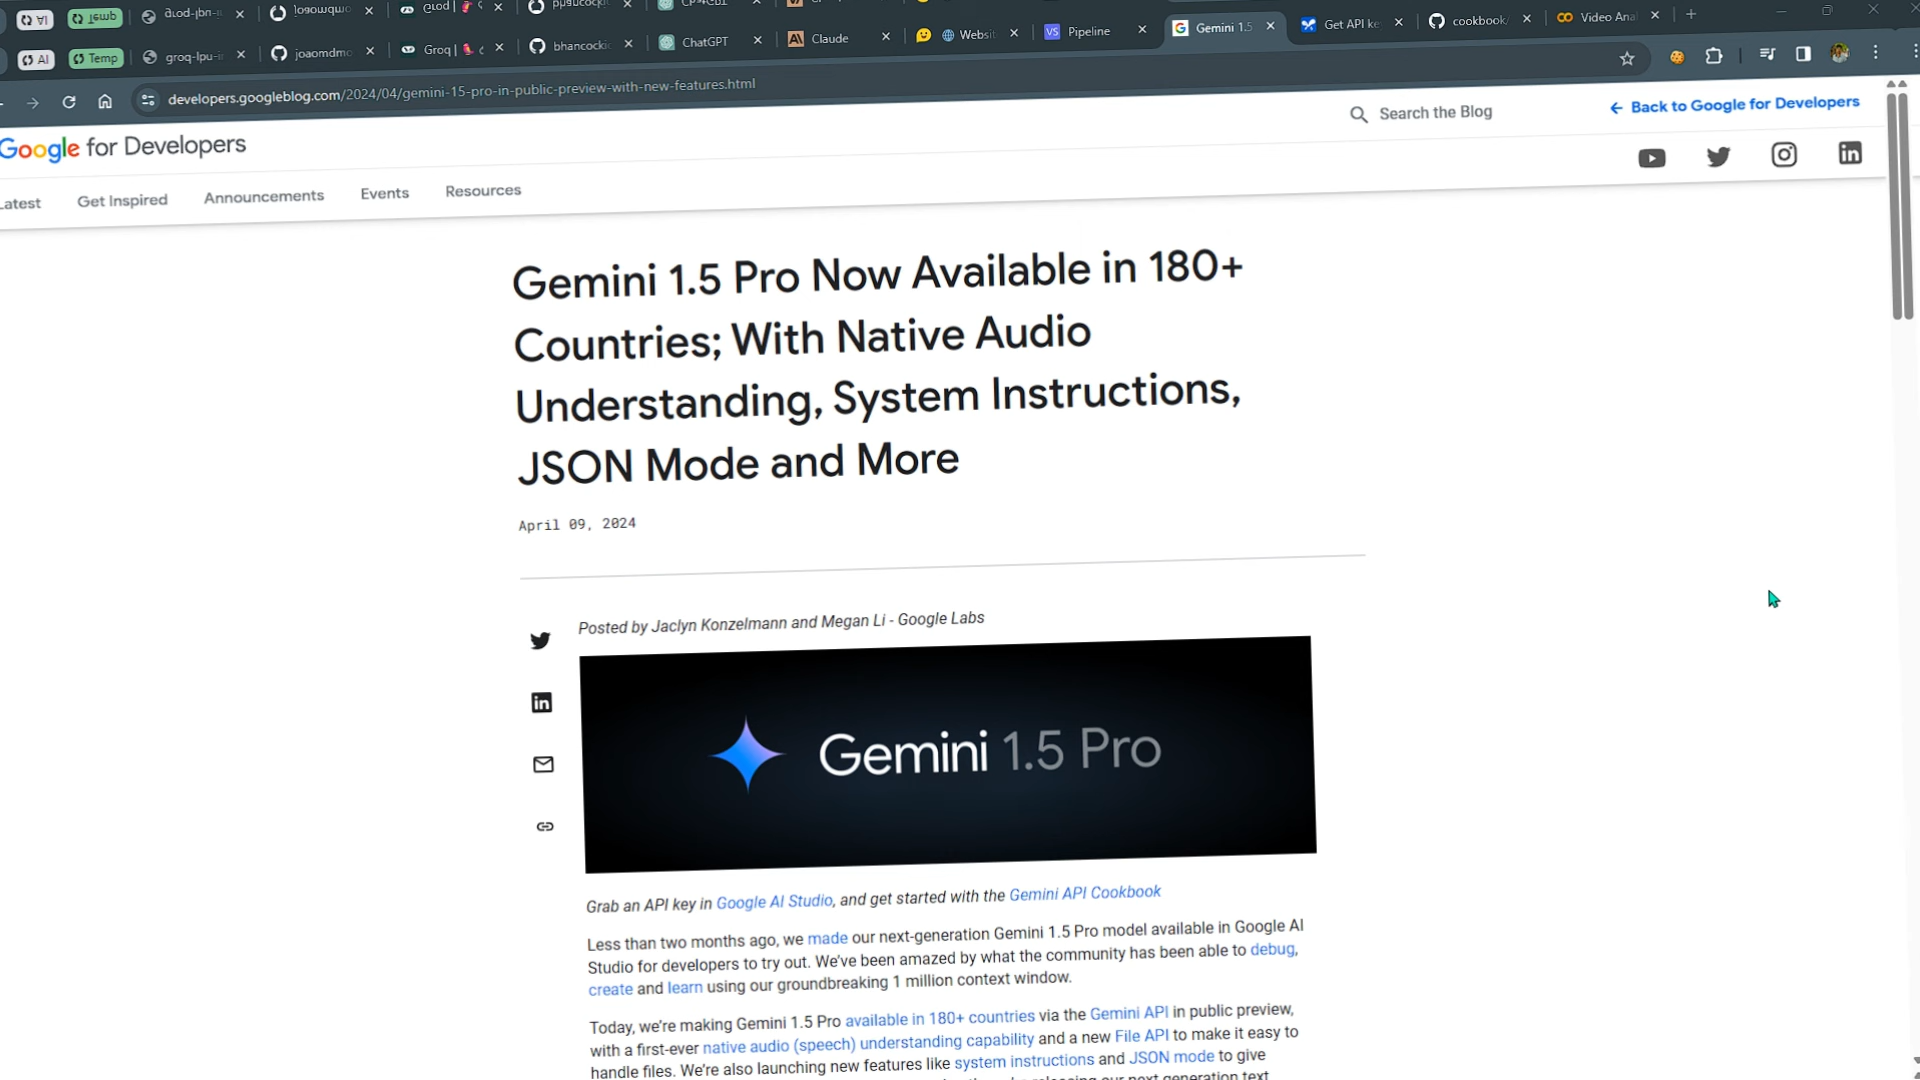 AI
Temp
groq-lpu-i
joaomdmo
Groq |
bhancocki
ChatGPT
Claude
Websit
Pipeline
Gemini 1.5
Get API ke
cookbook
Video Ana
developers.googleblog.com/2024/04/gemini-15-pro-in-public-preview-with-new-features.html
Google for Developers
Search the Blog
Back to Google for Developers
Latest
Get Inspired
Announcements
Events
Resources
Gemini 1.5 Pro Now Available in 180+
Countries; With Native Audio
Understanding, System Instructions,
JSON Mode and More
April 09, 2024
Posted by Jaclyn Konzelmann and Megan Li - Google Labs
Gemini 1.5 Pro
Grab an API key in Google AI Studio, and get started with the Gemini API Cookbook
Less than two months ago, we made our next-generation Gemini 1.5 Pro model available in Google AI
Studio for developers to try out. We've been amazed by what the community has been able to debug,
create and learn using our groundbreaking 1 million context window.
Today, we're making Gemini 1.5 Pro available in 180+ countries via the Gemini API in public preview,
with a first-ever native audio (speech) understanding capability and a new File API to make it easy to
handle files. We're also launching new features like system instructions and JSON mode to give
our next generation text